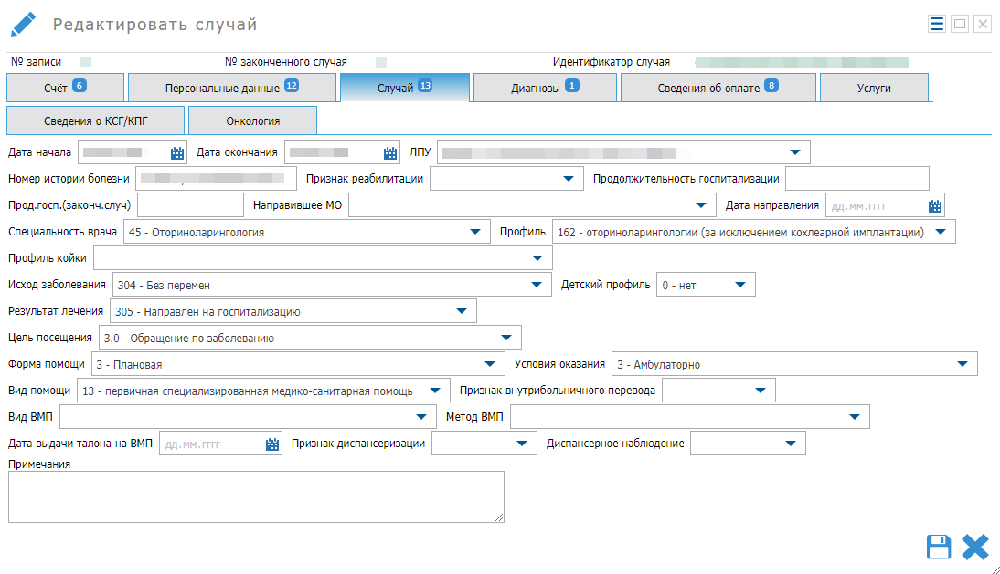 Редактировать случай
№ записи № законченного случая Идентификатор случая
Счёт 6 Персональные данные 12 Случай 13 Диагнозы 1 Сведения об оплате 8 Услуги
Сведения о КСГ/КПГ Онкология
Дата начала Дата окончания ЛПУ
Номер истории болезни Признак реабилитации Продолжительность госпитализации
Прод.госп.(законч.случ) Направившее МО Дата направления дд.мм.гггг
Специальность врача 45 - Оториноларингология Профиль 162 - оториноларингологии (за исключением кохлеарной имплантации)
Профиль койки
Исход заболевания 304 - Без перемен Детский профиль 0 - нет
Результат лечения 305 - Направлен на госпитализацию
Цель посещения 3.0 - Обращение по заболеванию
Форма помощи 3 - Плановая Условия оказания 3 - Амбулаторно
Вид помощи 13 - первичная специализированная медико-санитарная помощь Признак внутрибольничного перевода
Вид ВМП Метод ВМП
Дата выдачи талона на ВМП дд.мм.гггг Признак диспансеризации Диспансерное наблюдение
Примечания